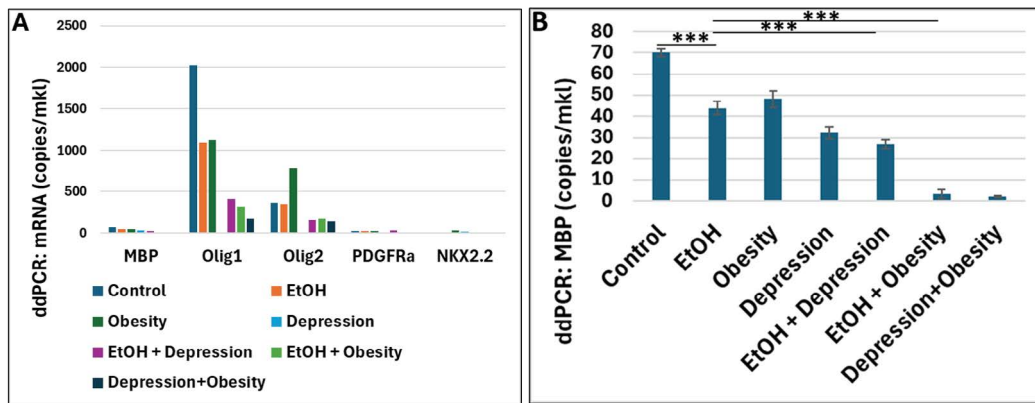 A
ddPCR: mRNA (copies/mkl)
2500
2000
1500
1000
500
0
MBP Olig1 Olig2 PDGFRa NKX2.2
Control EtOH
Obesity Depression
EtOH + Depression EtOH + Obesity
Depression+Obesity
B
ddPCR: MBP (copies/mkl)
***
***
***
70
60
50
40
30
20
10
0
Control
EtOH
Obesity
Depression
EtOH + Depression
EtOH + Obesity
Depression+Obesity